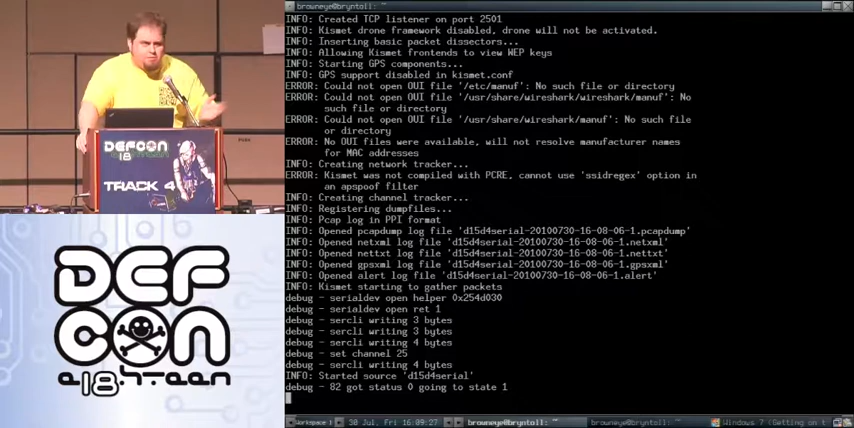 browneye@bryntoll: ~
INFO: Created TCP listener on port 2501
INFO: Kismet drone framework disabled, drone will not be activated.
INFO: Inserting basic packet dissectors...
INFO: Allowing Kismet frontends to view WEP keys
INFO: Starting GPS components...
INFO: GPS support disabled in kismet.conf
ERROR: Could not open OUI file '/etc/manuf': No such file or directory
ERROR: Could not open OUI file '/usr/share/wireshark/wireshark/manuf': No
such file or directory
ERROR: Could not open OUI file '/usr/share/wireshark/manuf': No such file
or directory
ERROR: No OUI files were available, will not resolve manufacturer names
for MAC addresses
INFO: Creating network tracker...
ERROR: Kismet was not compiled with PCRE, cannot use 'ssidregex' option in
an apspoof filter
INFO: Creating channel tracker...
INFO: Registering dumpfiles...
INFO: Pcap log in PPI format
INFO: Opened pcapdump log file 'd15d4serial-20100730-16-08-06-1.pcapdump'
INFO: Opened netxml log file 'd15d4serial-20100730-16-08-06-1.netxml'
INFO: Opened nettxt log file 'd15d4serial-20100730-16-08-06-1.nettxt'
INFO: Opened gpsxml log file 'd15d4serial-20100730-16-08-06-1.gpsxml'
INFO: Opened alert log file 'd15d4serial-20100730-16-08-06-1.alert'
INFO: Kismet starting to gather packets
debug - serialdev open helper 0x254d030
debug - serialdev open ret 1
debug - sercli writing 3 bytes
debug - sercli writing 3 bytes
debug - sercli writing 4 bytes
debug - set channel 25
debug - sercli writing 4 bytes
INFO: Started source 'd15d4serial'
debug - 82 got status 0 going to state 1
Workspace 1
30 Jul, Fri 16:09:27
browneye@bryntoll: ~
browneye@bryntoll: ~
Windows 7 (Getting on t
DEFCON
18
TRACK 4
DEF
CON
e18hteen